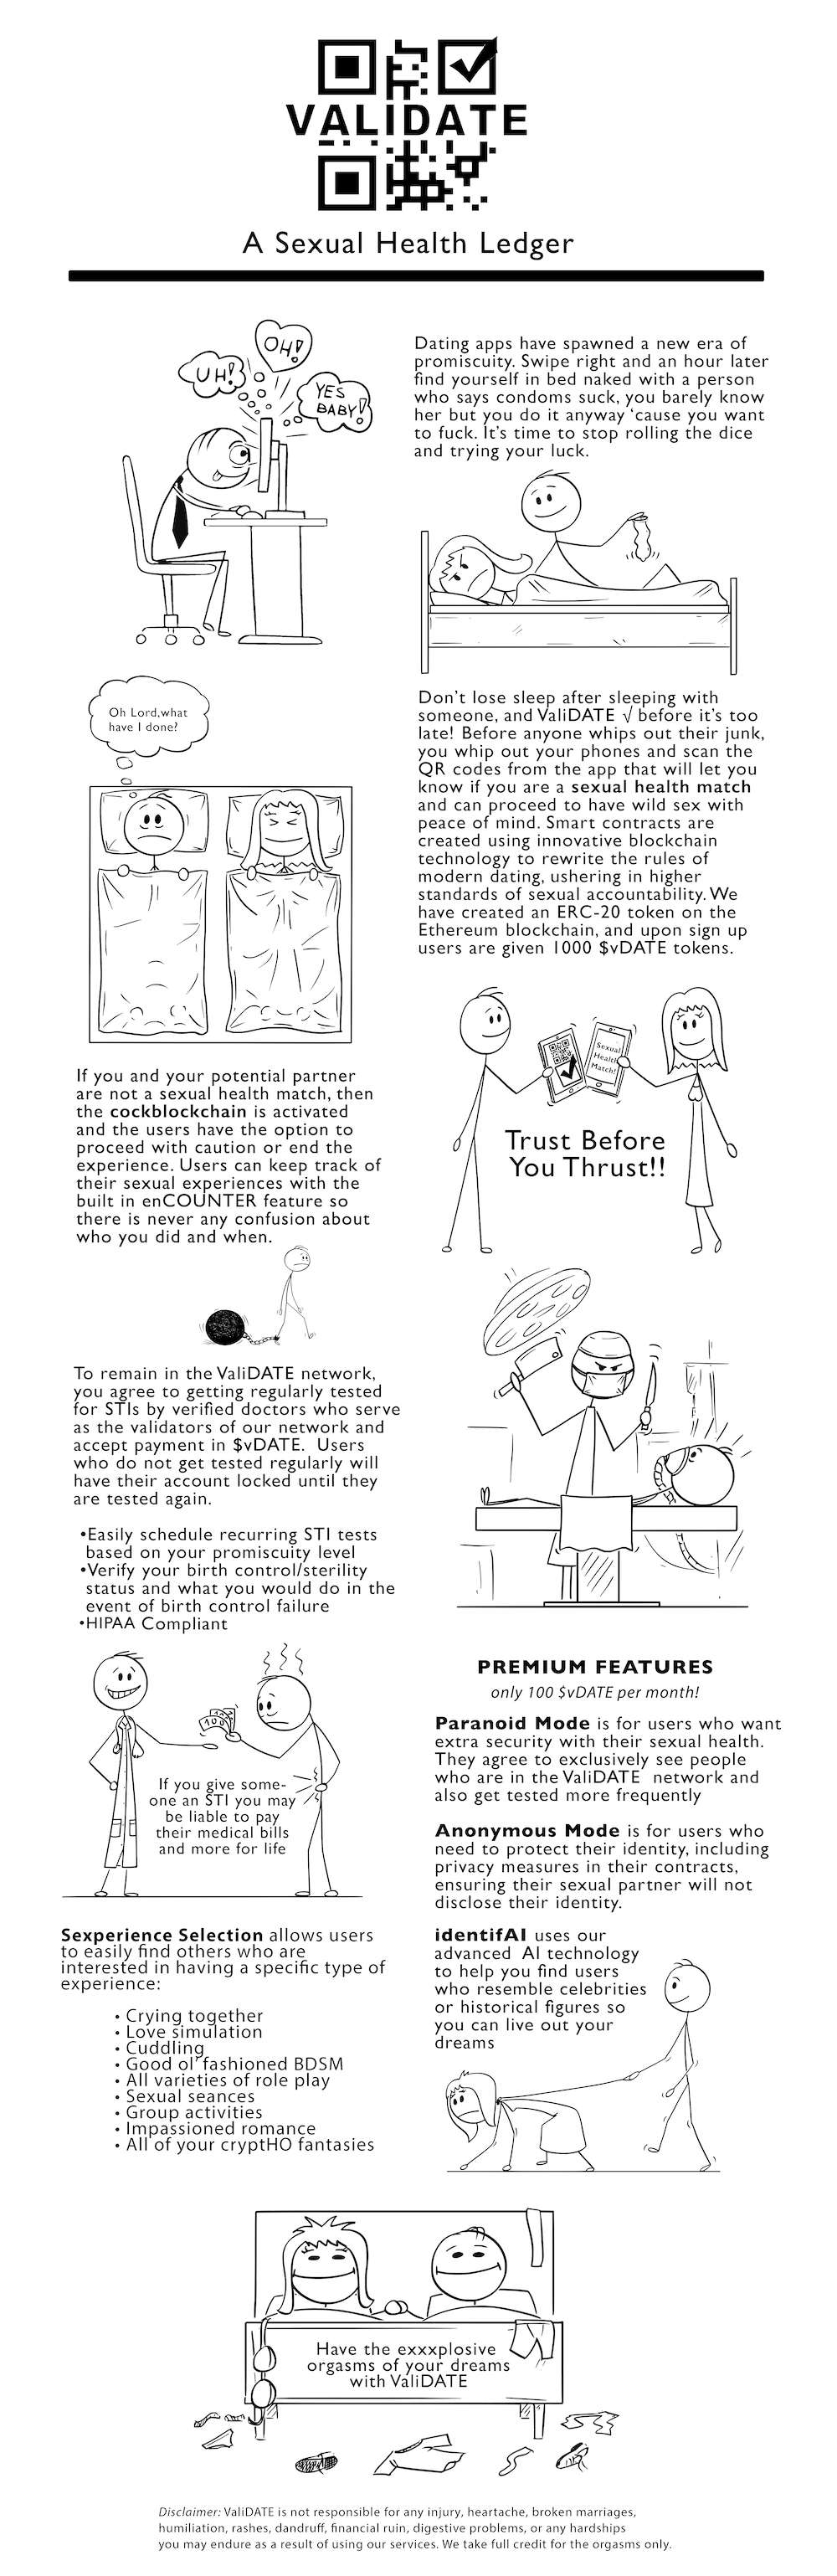 VALIDATE
A Sexual Health Ledger
UH!
OH!
YES
BABY!
Dating apps have spawned a new era of
promiscuity. Swipe right and an hour later
find yourself in bed naked with a person
who says condoms suck, you barely know
her but you do it anyway ‘cause you want
to fuck. It's time to stop rolling the dice
and trying your luck.
Oh Lord,what
have I done?
Don't lose sleep after sleeping with
someone, and ValiDATE √ before it's too
late! Before anyone whips out their junk,
you whip out your phones and scan the
QR codes from the app that will let you
know if you are a sexual health match
and can proceed to have wild sex with
peace of mind. Smart contracts are
created using innovative blockchain
technology to rewrite the rules of
modern dating, ushering in higher
standards of sexual accountability. We
have created an ERC-20 token on the
Ethereum blockchain, and upon sign up
users are given 1000 $vDATE tokens.
Sexual
Health
Match!
Trust Before
You Thrust!!
If you and your potential partner
are not a sexual health match, then
the cockblockchain is activated
and the users have the option to
proceed with caution or end the
experience. Users can keep track of
their sexual experiences with the
built in enCOUNTER feature so
there is never any confusion about
who you did and when.
To remain in the ValiDATE network,
you agree to getting regularly tested
for STIs by verified doctors who serve
as the validators of our network and
accept payment in $vDATE. Users
who do not get tested regularly will
have their account locked until they
are tested again.
•Easily schedule recurring STI tests
based on your promiscuity level
•Verify your birth control/sterility
status and what you would do in the
event of birth control failure
•HIPAA Compliant
100
If you give some-
one an STI you may
be liable to pay
their medical bills
and more for life
PREMIUM FEATURES
only 100 $vDATE per month!
Paranoid Mode is for users who want
extra security with their sexual health.
They agree to exclusively see people
who are in the ValiDATE network and
also get tested more frequently
Anonymous Mode is for users who
need to protect their identity, including
privacy measures in their contracts,
ensuring their sexual partner will not
disclose their identity.
Sexperience Selection allows users
to easily find others who are
interested in having a specific type of
experience:
• Crying together
• Love simulation
• Cuddling
• Good ol' fashioned BDSM
• All varieties of role play
• Sexual seances
• Group activities
• Impassioned romance
• All of your cryptHO fantasies
identifAI uses our
advanced AI technology
to help you find users
who resemble celebrities
or historical figures so
you can live out your
dreams
Have the exxxplosive
orgasms of your dreams
with ValiDATE
Disclaimer: ValiDATE is not responsible for any injury, heartache, broken marriages,
humiliation, rashes, dandruff, financial ruin, digestive problems, or any hardships
you may endure as a result of using our services. We take full credit for the orgasms only.